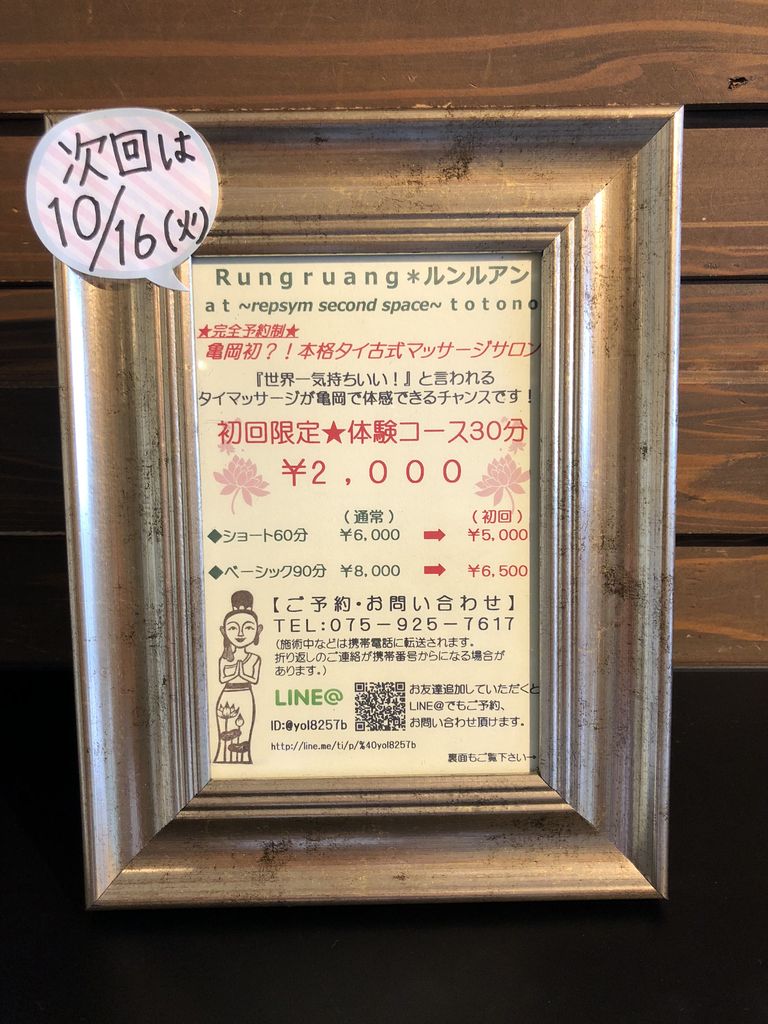 次回は
10/16(火)
Rungruang*ルンルアン
at ~repsym second space~ totono
★完全予約制★
亀岡初?!本格タイ古式マッサージサロン
『世界一気持ちいい!』と言われる
タイマッサージが亀岡で体感できるチャンスです!
初回限定★体験コース30分
¥2,000
(通常) (初回)
◆ショート60分 ¥6,000 ➡ ¥5,000
◆ベーシック90分 ¥8,000 ➡ ¥6,500
【ご予約・お問い合わせ】
TEL:075-925-7617
(施術中などは携帯電話に転送されます。
折り返しのご連絡が携帯番号からになる場合が
あります。)
LINE@
ID:@yol8257b
お友達追加していただくと
LINE@でもご予約、
お問い合わせ頂けます。
http://line.me/ti/p/%40yol8257b
裏面もご覧下さい→